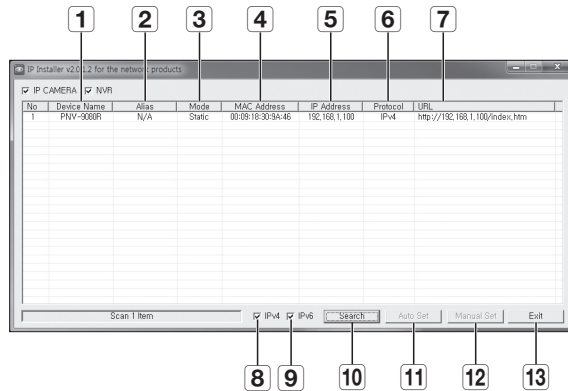 1 2 3 4 5 6 7
IP Installer v2.0.1.2 for the network products
IP CAMERA NVR
No Device Name Alias Mode MAC Address IP Address Protocol URL
1 PNV-9080R N/A Static 00:09:18:30:9A:46 192,168,1,100 IPv4 http://192,168,1,100/index,htm
Scan 1 Item IPv4 IPv6 Search Auto Set Manual Set Exit
8 9 10 11 12 13